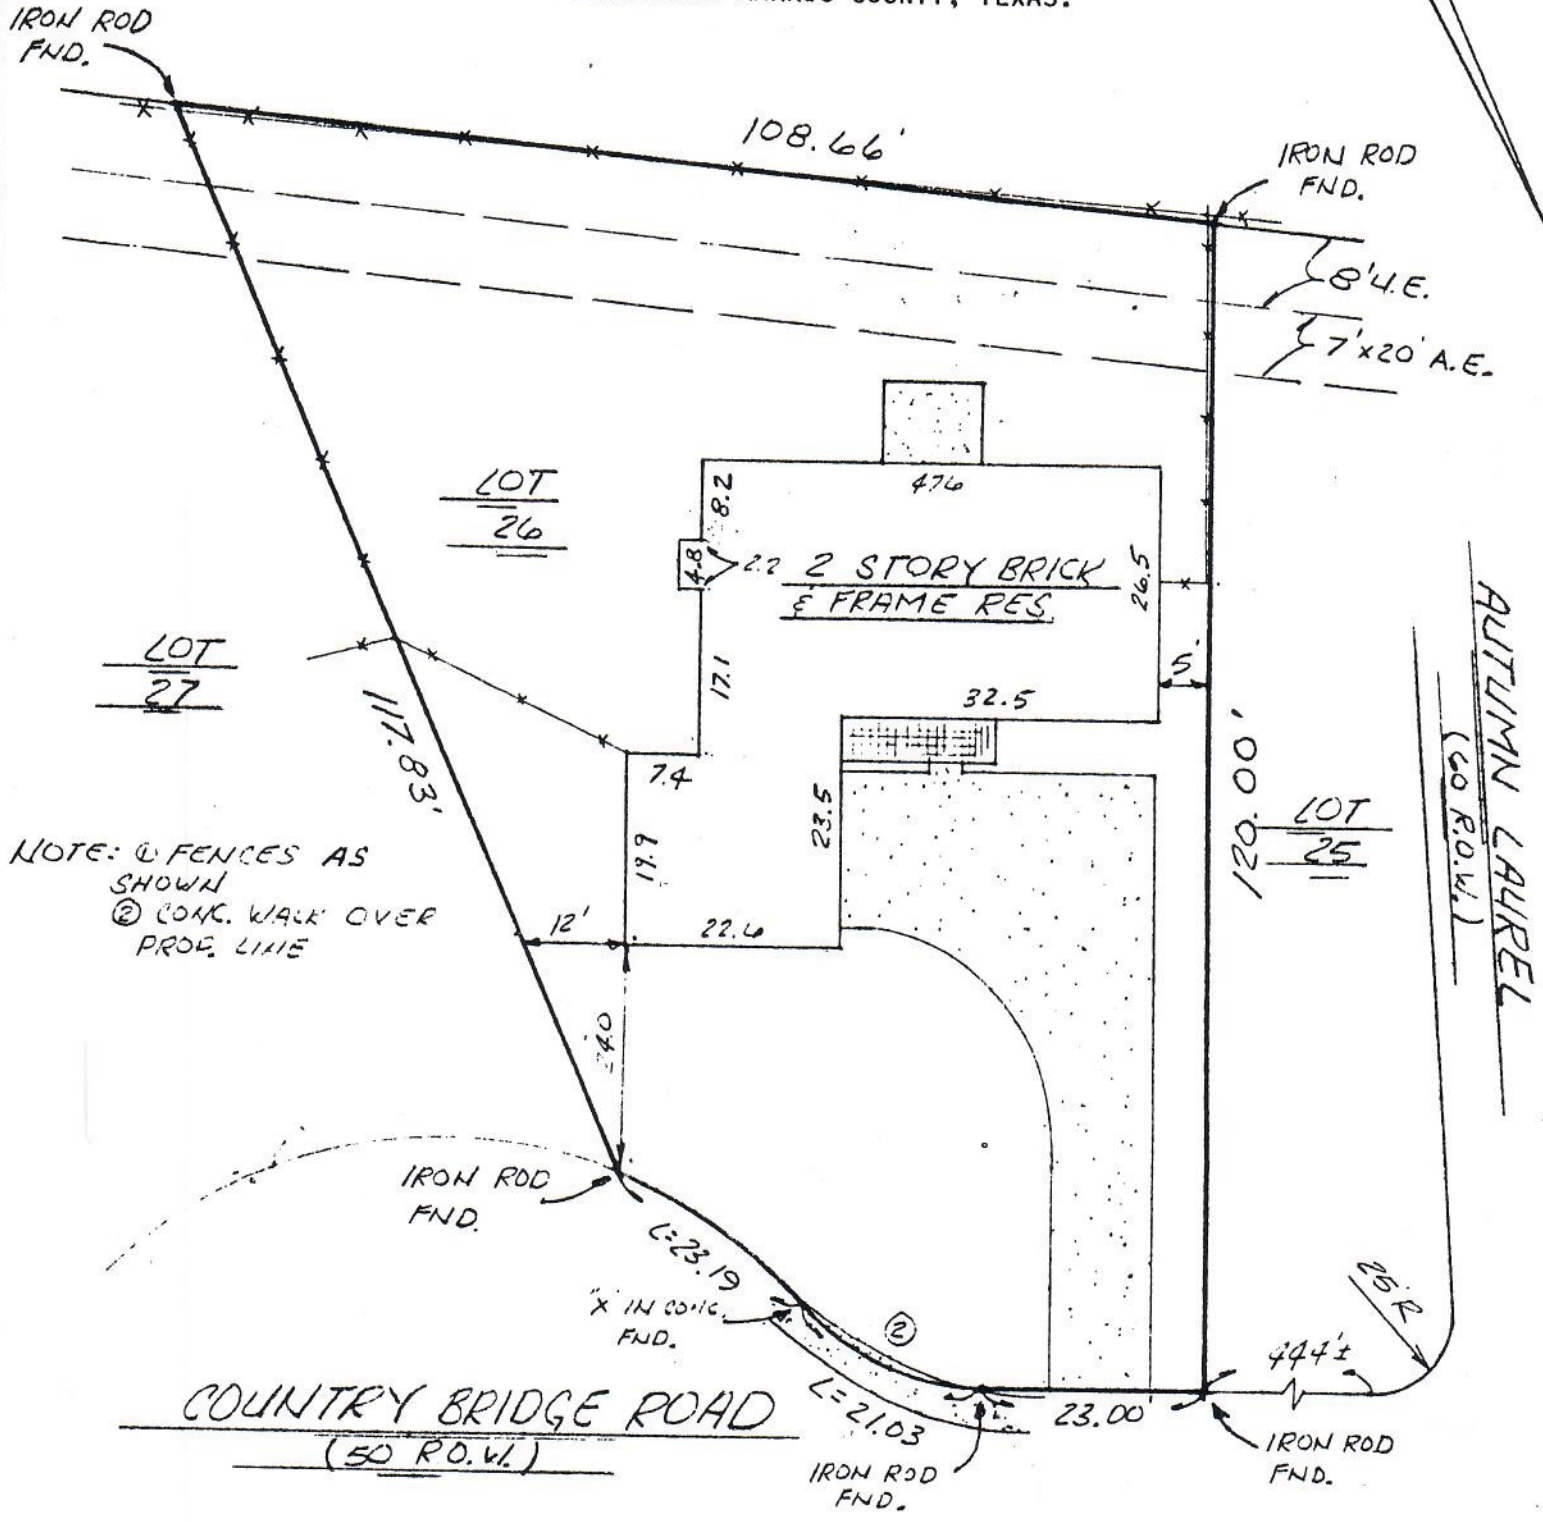 COUNTY, TEXAS.
IRON ROD
FND.
108.66'
IRON ROD
FND.
8' U.E.
7' x 20' A.E.
LOT
26
8.2
47.6
4.8
2.2
2 STORY BRICK
& FRAME RES.
26.5
LOT
27
17.1
5'
32.5
AUTUMN LAUREL
(60 R.O.W.)
117.83'
7.4
120.00'
23.5
LOT
25
NOTE: ① FENCES AS
SHOWN
② CONC. WALK OVER
PROP. LINE
19.9
12'
22.6
24.0
IRON ROD
FND.
L=23.19
"X" IN CONC.
FND.
②
25'R
444'±
COUNTRY BRIDGE ROAD
(50 R.O.W.)
L=21.03
23.00'
IRON ROD
FND.
IRON ROD
FND.